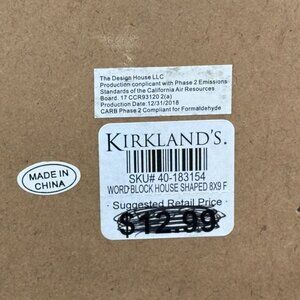 The Design House LLC
Production complicant with Phase 2 Emissions
Standards of the California Air Resources
Board. 17 CCR93120 2(a)
Production Date:12/31/2018
CARB Phase 2 Compliant for Formaldehyde
KIRKLAND'S.
SKU# 40-183154
WORD BLOCK HOUSE SHAPED 8X9 F
Suggested Retail Price
$12.99
MADE IN
CHINA